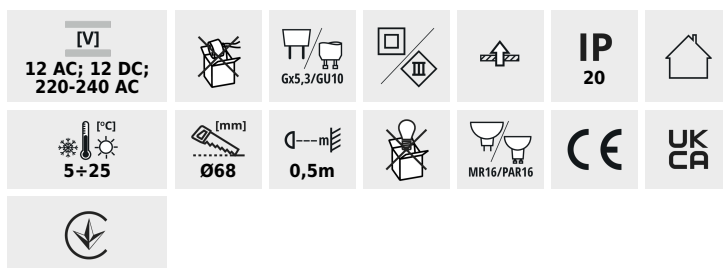 [V]
12 AC; 12 DC;
220-240 AC
Gx5,3/GU10
III
IP
20
[°C]
5÷25
[mm]
Ø68
m
0,5m
MR16/PAR16
CE
UK
CA